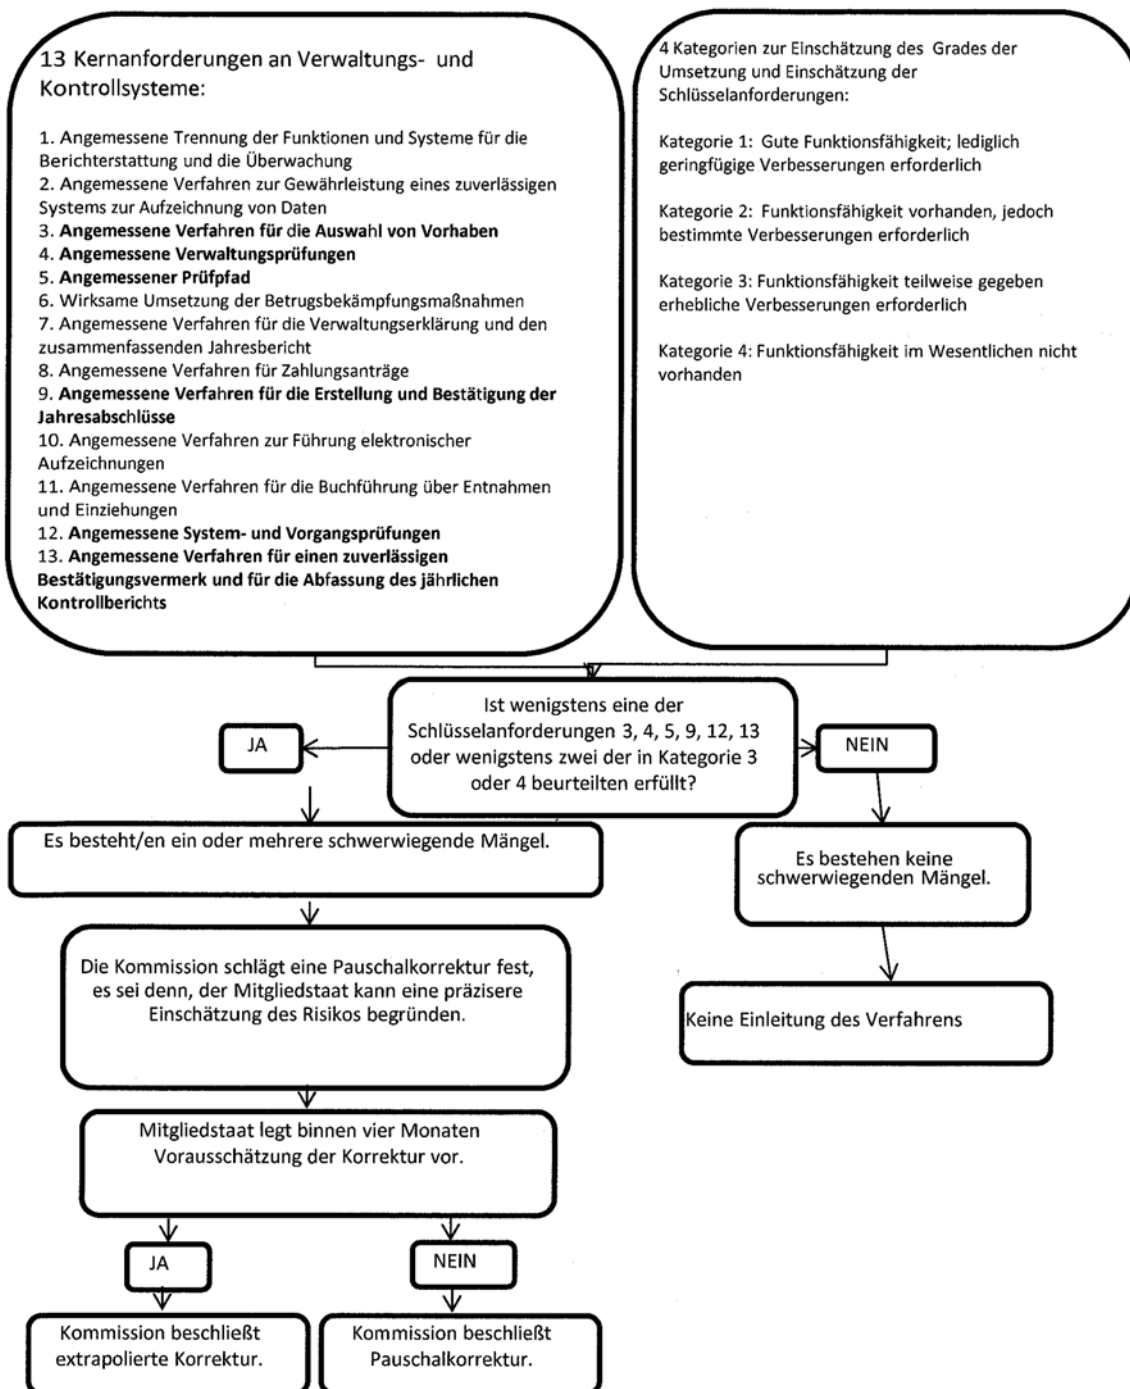 13 Kernanforderungen an Verwaltungs- und
Kontrollsysteme:
1. Angemessene Trennung der Funktionen und Systeme für die
Berichterstattung und die Überwachung
2. Angemessene Verfahren zur Gewährleistung eines zuverlässigen
Systems zur Aufzeichnung von Daten
3. Angemessene Verfahren für die Auswahl von Vorhaben
4. Angemessene Verwaltungsprüfungen
5. Angemessener Prüfpfad
6. Wirksame Umsetzung der Betrugsbekämpfungsmaßnahmen
7. Angemessene Verfahren für die Verwaltungserklärung und den
zusammenfassenden Jahresbericht
8. Angemessene Verfahren für Zahlungsanträge
9. Angemessene Verfahren für die Erstellung und Bestätigung der
Jahresabschlüsse
10. Angemessene Verfahren zur Führung elektronischer
Aufzeichnungen
11. Angemessene Verfahren für die Buchführung über Entnahmen
und Einziehungen
12. Angemessene System- und Vorgangsprüfungen
13. Angemessene Verfahren für einen zuverlässigen
Bestätigungsvermerk und für die Abfassung des jährlichen
Kontrollberichts
4 Kategorien zur Einschätzung des Grades der
Umsetzung und Einschätzung der
Schlüsselanforderungen:
Kategorie 1: Gute Funktionsfähigkeit; lediglich
geringfügige Verbesserungen erforderlich
Kategorie 2: Funktionsfähigkeit vorhanden, jedoch
bestimmte Verbesserungen erforderlich
Kategorie 3: Funktionsfähigkeit teilweise gegeben
erhebliche Verbesserungen erforderlich
Kategorie 4: Funktionsfähigkeit im Wesentlichen nicht
vorhanden
Ist wenigstens eine der
Schlüsselanforderungen 3, 4, 5, 9, 12, 13
oder wenigstens zwei der in Kategorie 3
oder 4 beurteilten erfüllt?
JA
NEIN
Es besteht/en ein oder mehrere schwerwiegende Mängel.
Es bestehen keine
schwerwiegenden Mängel.
Die Kommission schlägt eine Pauschalkorrektur fest,
es sei denn, der Mitgliedstaat kann eine präzisere
Einschätzung des Risikos begründen.
Keine Einleitung des Verfahrens
Mitgliedstaat legt binnen vier Monaten
Vorausschätzung der Korrektur vor.
JA
NEIN
Kommission beschließt
extrapolierte Korrektur.
Kommission beschließt
Pauschalkorrektur.